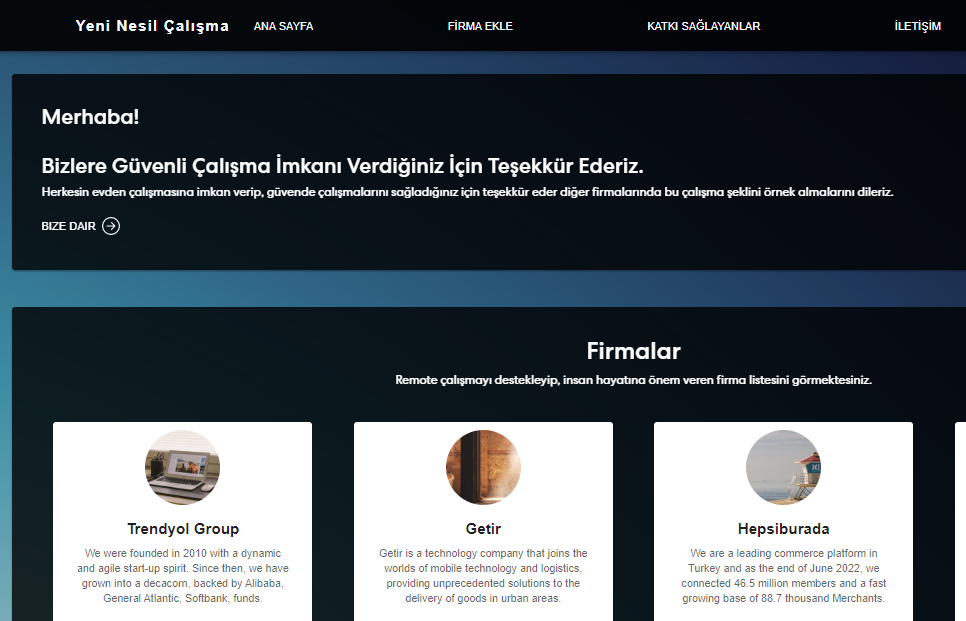 Yeni Nesil Çalışma ANA SAYFA FİRMA EKLE KATKI SAĞLAYANLAR İLETİŞİM
Merhaba!
Bizlere Güvenli Çalışma İmkanı Verdiğiniz İçin Teşekkür Ederiz.
Herkesin evden çalışmasına imkan verip, güvende çalışmalarını sağladığınız için teşekkür eder diğer firmalarında bu çalışma şeklini örnek almalarını dileriz.
BIZE DAIR
Firmalar
Remote çalışmayı destekleyip, insan hayatına önem veren firma listesini görmektesiniz.
Trendyol Group
We were founded in 2010 with a dynamic
and agile start-up spirit. Since then, we have
grown into a decacorn, backed by Alibaba,
General Atlantic, Softbank, funds.
Getir
Getir is a technology company that joins the
worlds of mobile technology and logistics,
providing unprecedented solutions to the
delivery of goods in urban areas.
Hepsiburada
We are a leading commerce platform in
Turkey and as the end of June 2022, we
connected 46.5 million members and a fast
growing base of 88.7 thousand Merchants.